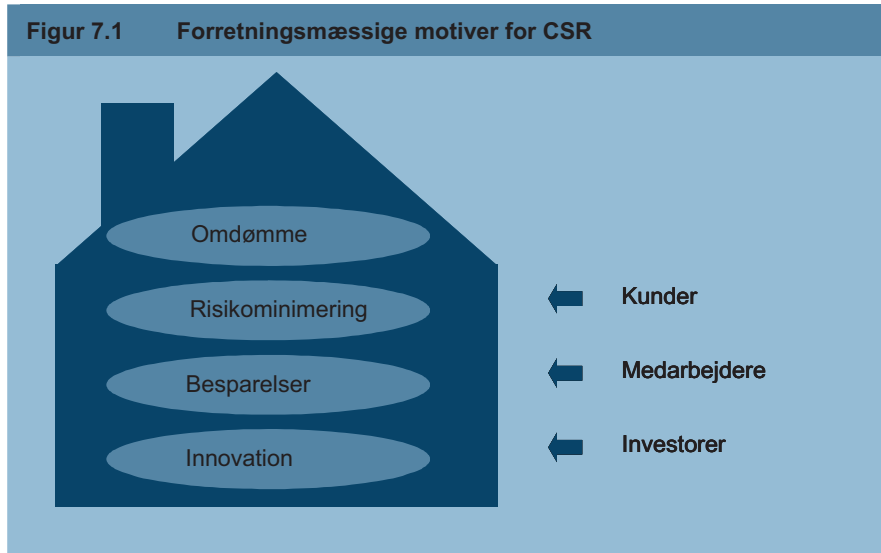 Figur 7.1 Forretningsmæssige motiver for CSR
Omdømme
Risikominimering
Besparelser
Innovation
Kunder
Medarbejdere
Investorer